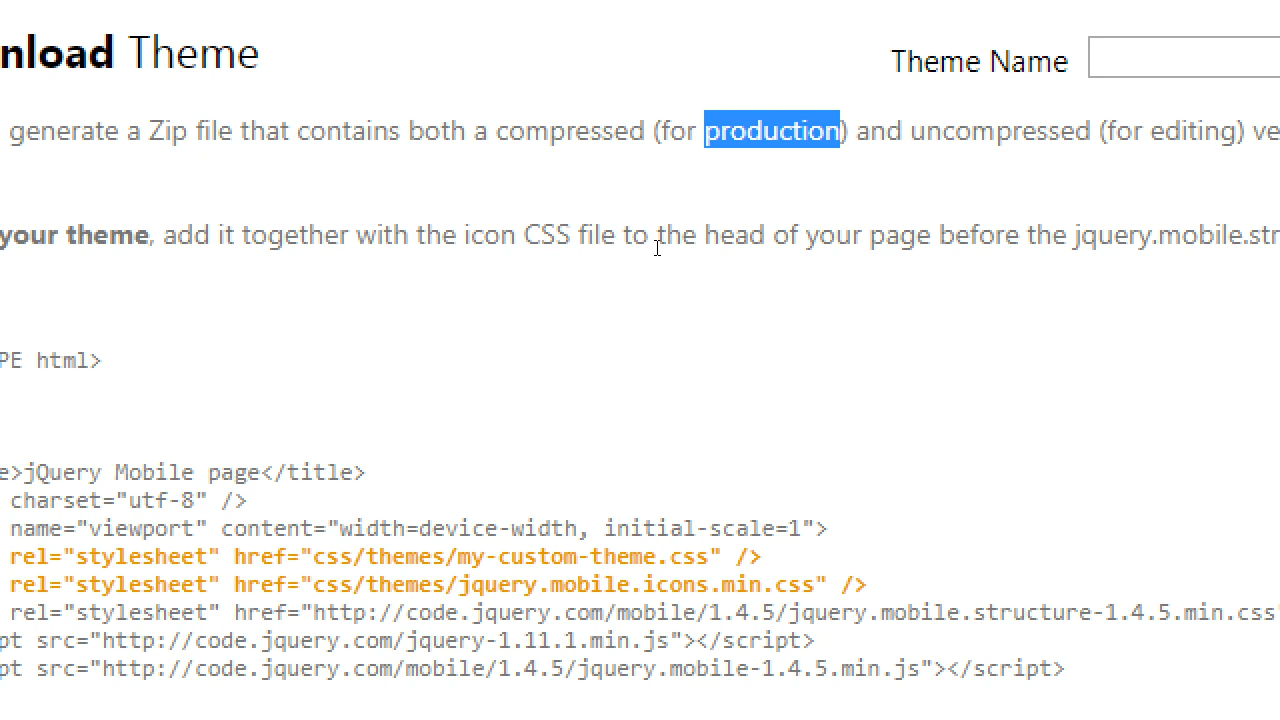 nload Theme
Theme Name
generate a Zip file that contains both a compressed (for production) and uncompressed (for editing) ve
your theme, add it together with the icon CSS file to the head of your page before the jquery.mobile.str
PE html>
e>jQuery Mobile page</title>
charset="utf-8" />
name="viewport" content="width=device-width, initial-scale=1">
rel="stylesheet" href="css/themes/my-custom-theme.css" />
rel="stylesheet" href="css/themes/jquery.mobile.icons.min.css" />
rel="stylesheet" href="http://code.jquery.com/mobile/1.4.5/jquery.mobile.structure-1.4.5.min.css"
pt src="http://code.jquery.com/jquery-1.11.1.min.js"></script>
pt src="http://code.jquery.com/mobile/1.4.5/jquery.mobile-1.4.5.min.js"></script>